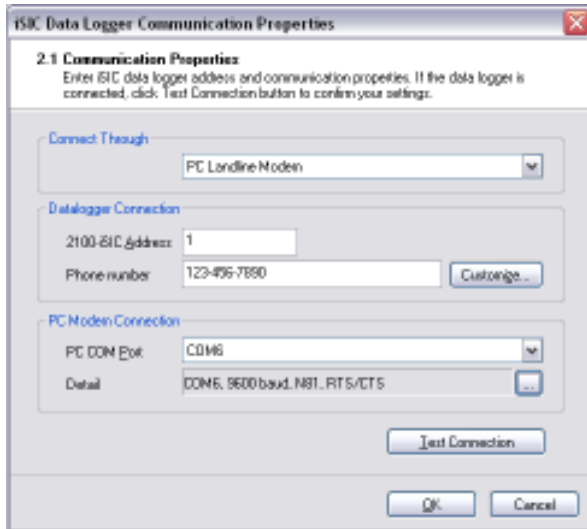 iSIC Data Logger Communication Properties
2.1 Communication Properties
Enter iSIC data logger address and communication properties. If the data logger is
connected, click Test Connection button to confirm your settings.
Connect Through
PC Landline Modem
Datalogger Connection
2100-iSIC Address 1
Phone number 123-456-7890 Customize...
PC Modem Connection
PC COM Port COM6
Detail COM6, 9600 baud, N81, RTS/CTS ...
Test Connection
OK Cancel